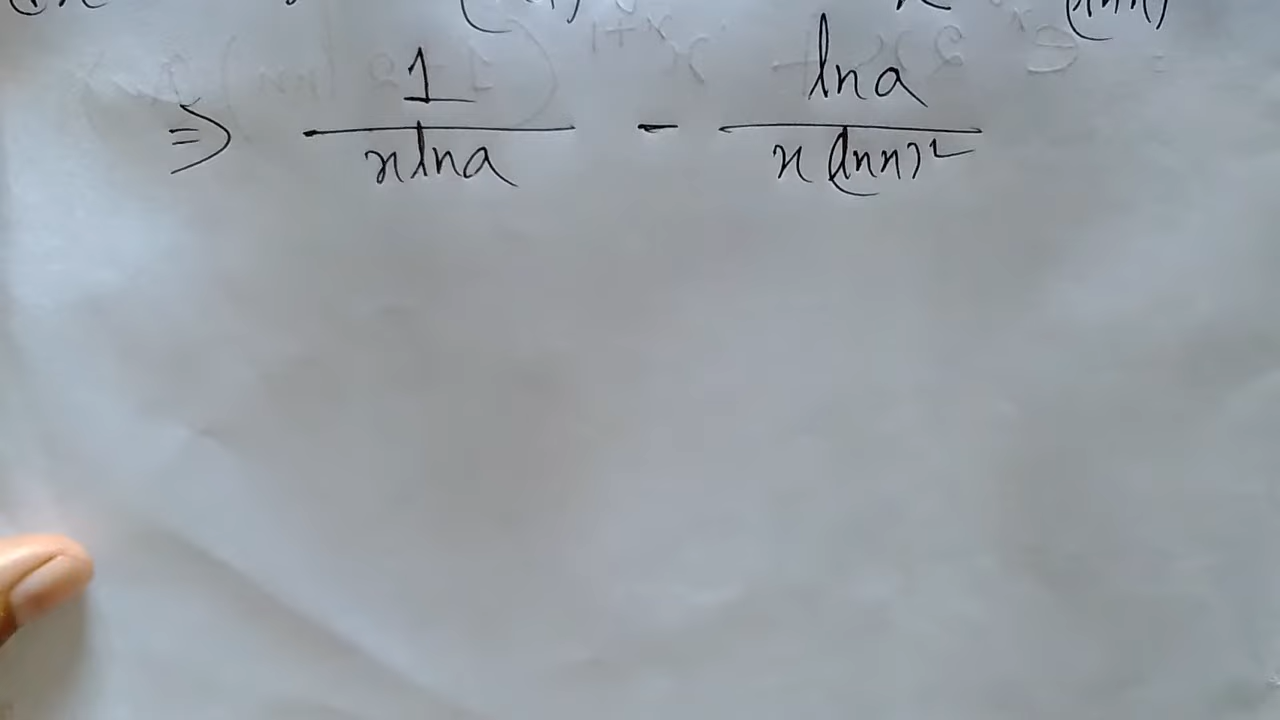 ⇒ 1/(x ln a) - ln a/(x (ln x)²)